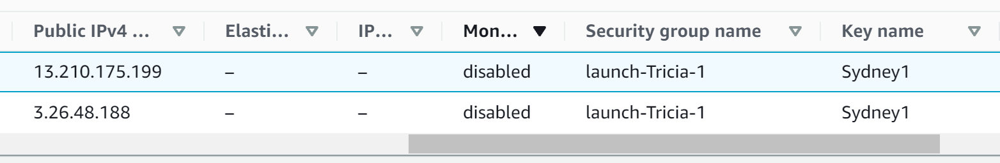 Public IPv4 ... Elasti... IP... Mon... Security group name Key name
13.210.175.199 – – disabled launch-Tricia-1 Sydney1
3.26.48.188 – – disabled launch-Tricia-1 Sydney1